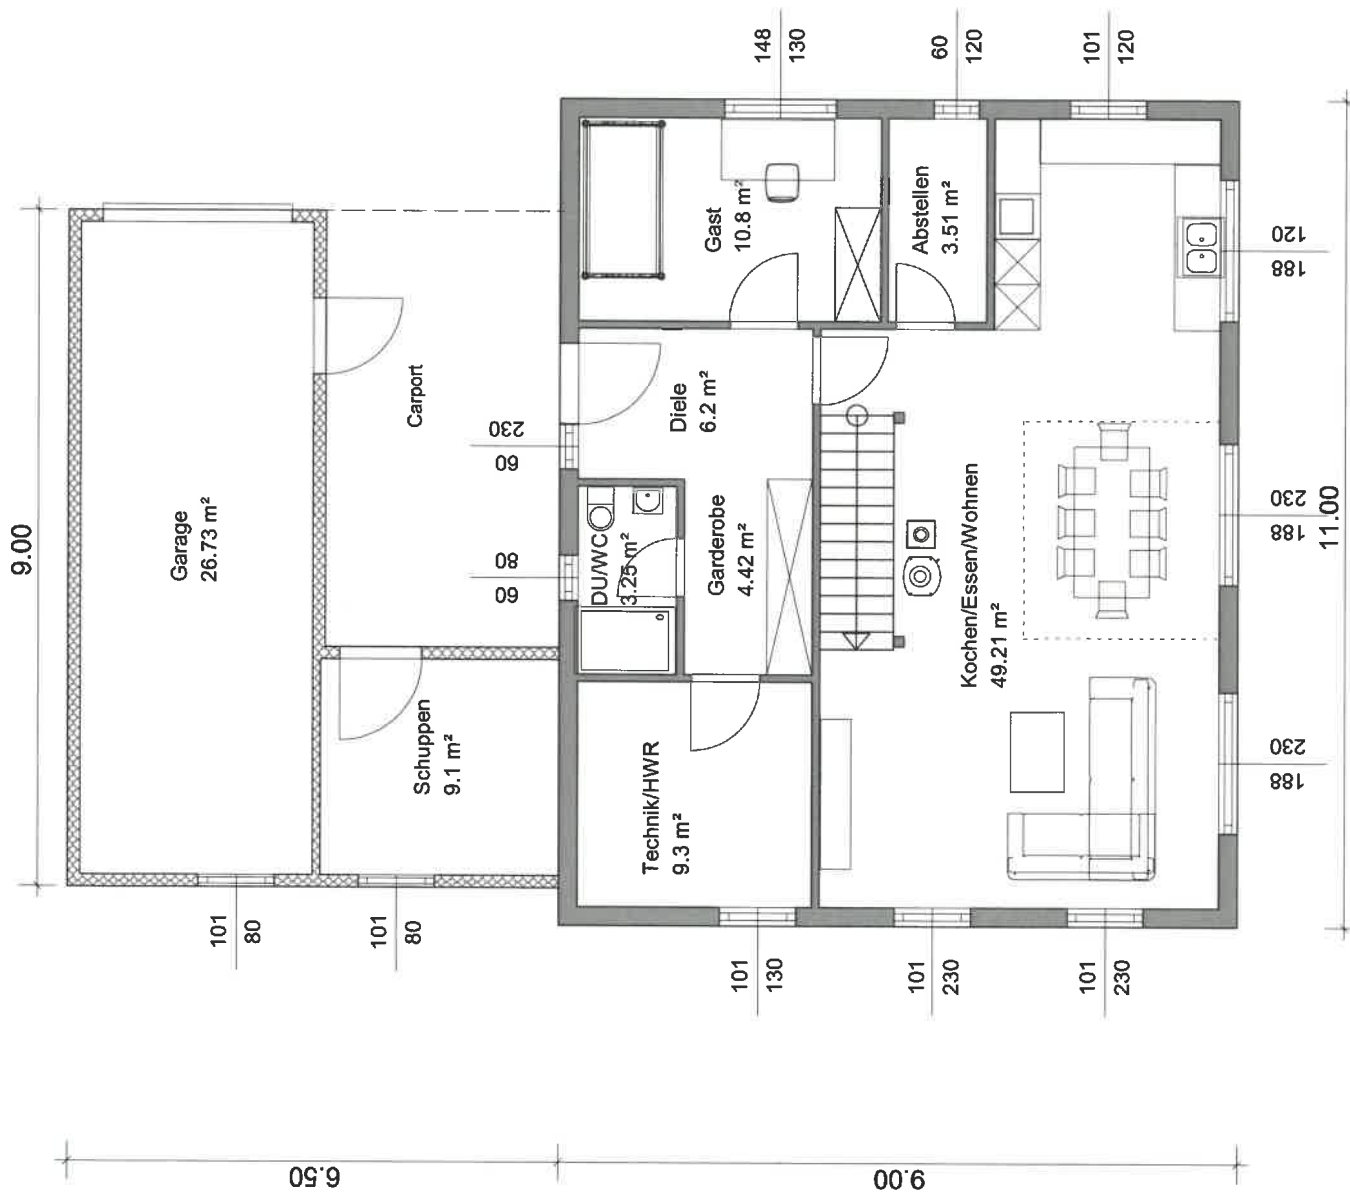 9.00
Garage
26.73 m²
Carport
Schuppen
9.1 m²
101
80
101
80
230
60
80
60
148
130
60
120
101
120
Gast
10.8 m²
Abstellen
3.51 m²
Diele
6.2 m²
DU/WC
3.25 m²
Garderobe
4.42 m²
Technik/HWR
9.3 m²
Kochen/Essen/Wohnen
49.21 m²
101
130
101
230
101
230
120
188
230
188
230
188
11.00
6.50
9.00